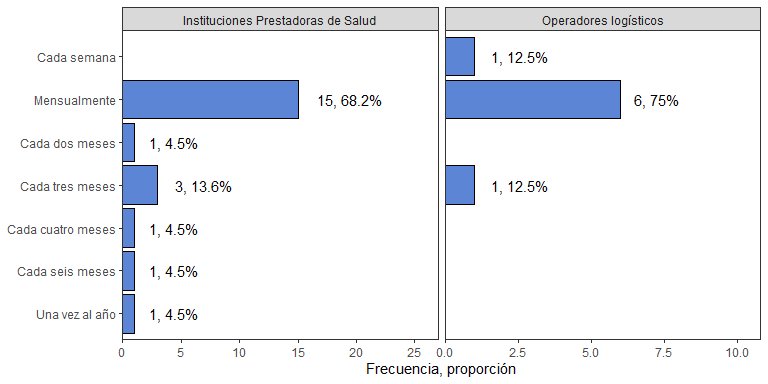 Instituciones Prestadoras de Salud
Operadores logísticos
Cada semana
1, 12.5%
Mensualmente
15, 68.2%
6, 75%
Cada dos meses
1, 4.5%
Cada tres meses
3, 13.6%
1, 12.5%
Cada cuatro meses
1, 4.5%
Cada seis meses
1, 4.5%
Una vez al año
1, 4.5%
0 5 10 15 20 25
0.0 2.5 5.0 7.5 10.0
Frecuencia, proporción